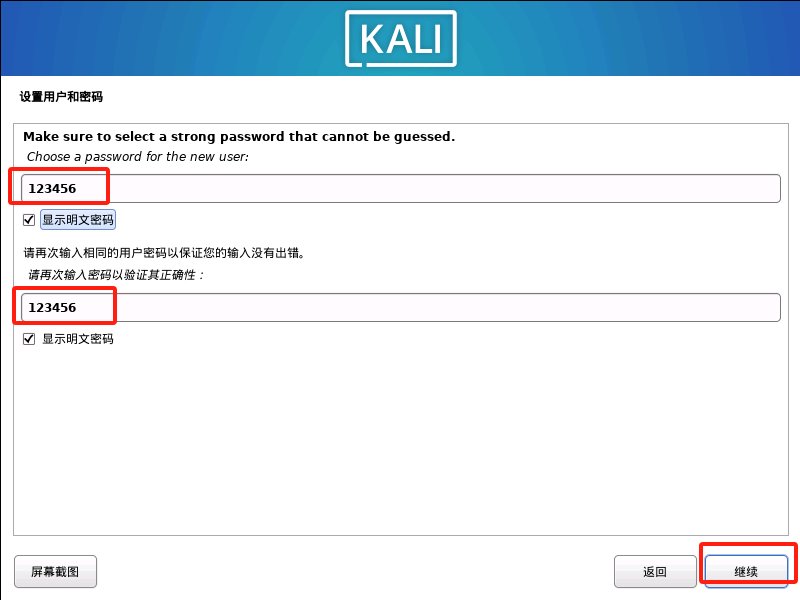 KALI
设置用户和密码
Make sure to select a strong password that cannot be guessed.
Choose a password for the new user:
123456
显示明文密码
请再次输入相同的用户密码以保证您的输入没有出错。
请再次输入密码以验证其正确性：
123456
显示明文密码
屏幕截图 返回 继续